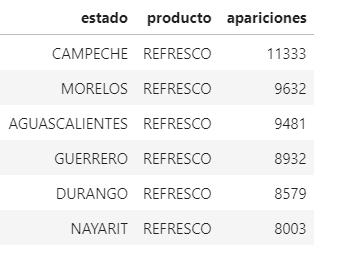 estado producto apariciones
CAMPECHE REFRESCO 11333
MORELOS REFRESCO 9632
AGUASCALIENTES REFRESCO 9481
GUERRERO REFRESCO 8932
DURANGO REFRESCO 8579
NAYARIT REFRESCO 8003